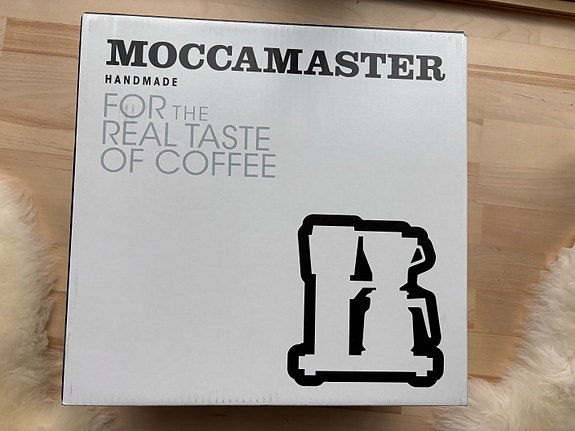 MOCCAMASTER
HANDMADE
FOR THE
REAL TASTE
OF COFFEE